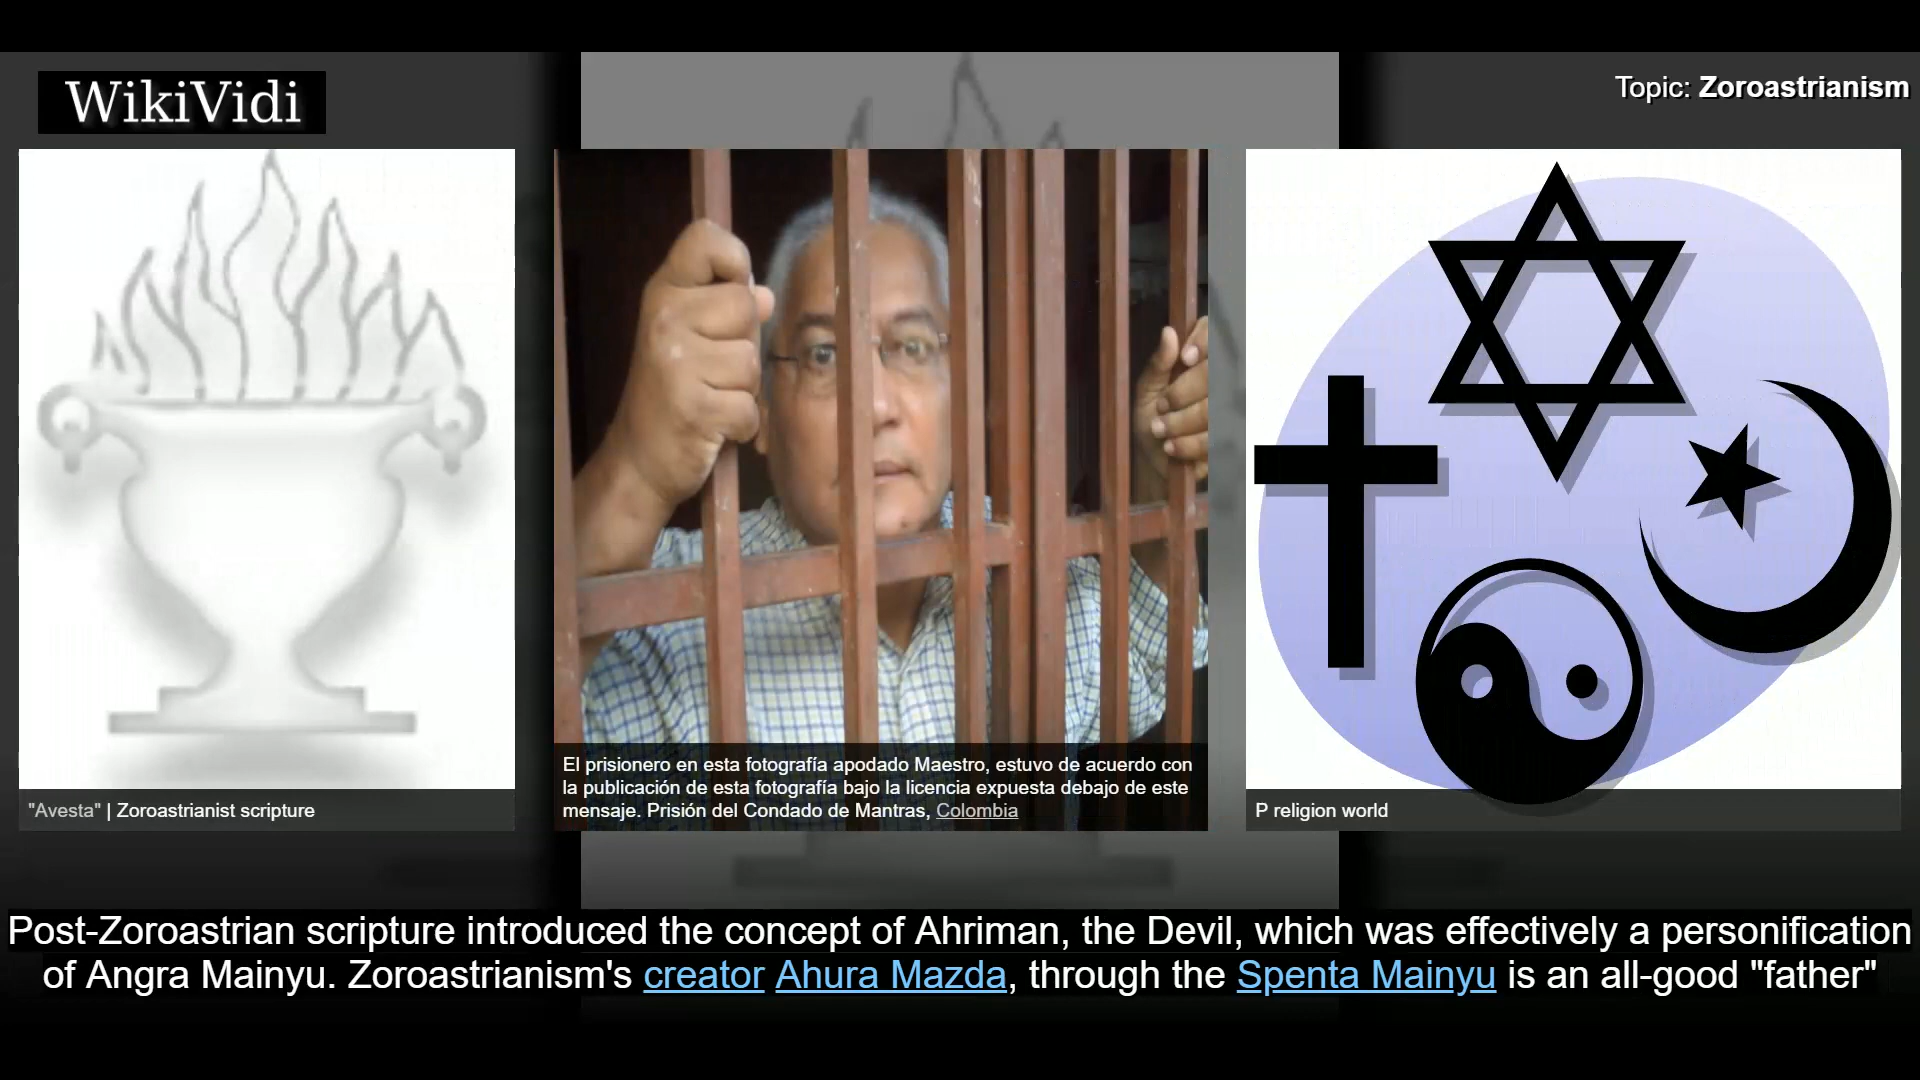 WikiVidi
Topic: Zoroastrianism
"Avesta" | Zoroastrianist scripture
El prisionero en esta fotografía apodado Maestro, estuvo de acuerdo con
la publicación de esta fotografía bajo la licencia expuesta debajo de este
mensaje. Prisión del Condado de Mantras, Colombia
P religion world
Post-Zoroastrian scripture introduced the concept of Ahriman, the Devil, which was effectively a personification
of Angra Mainyu. Zoroastrianism's creator Ahura Mazda, through the Spenta Mainyu is an all-good "father"